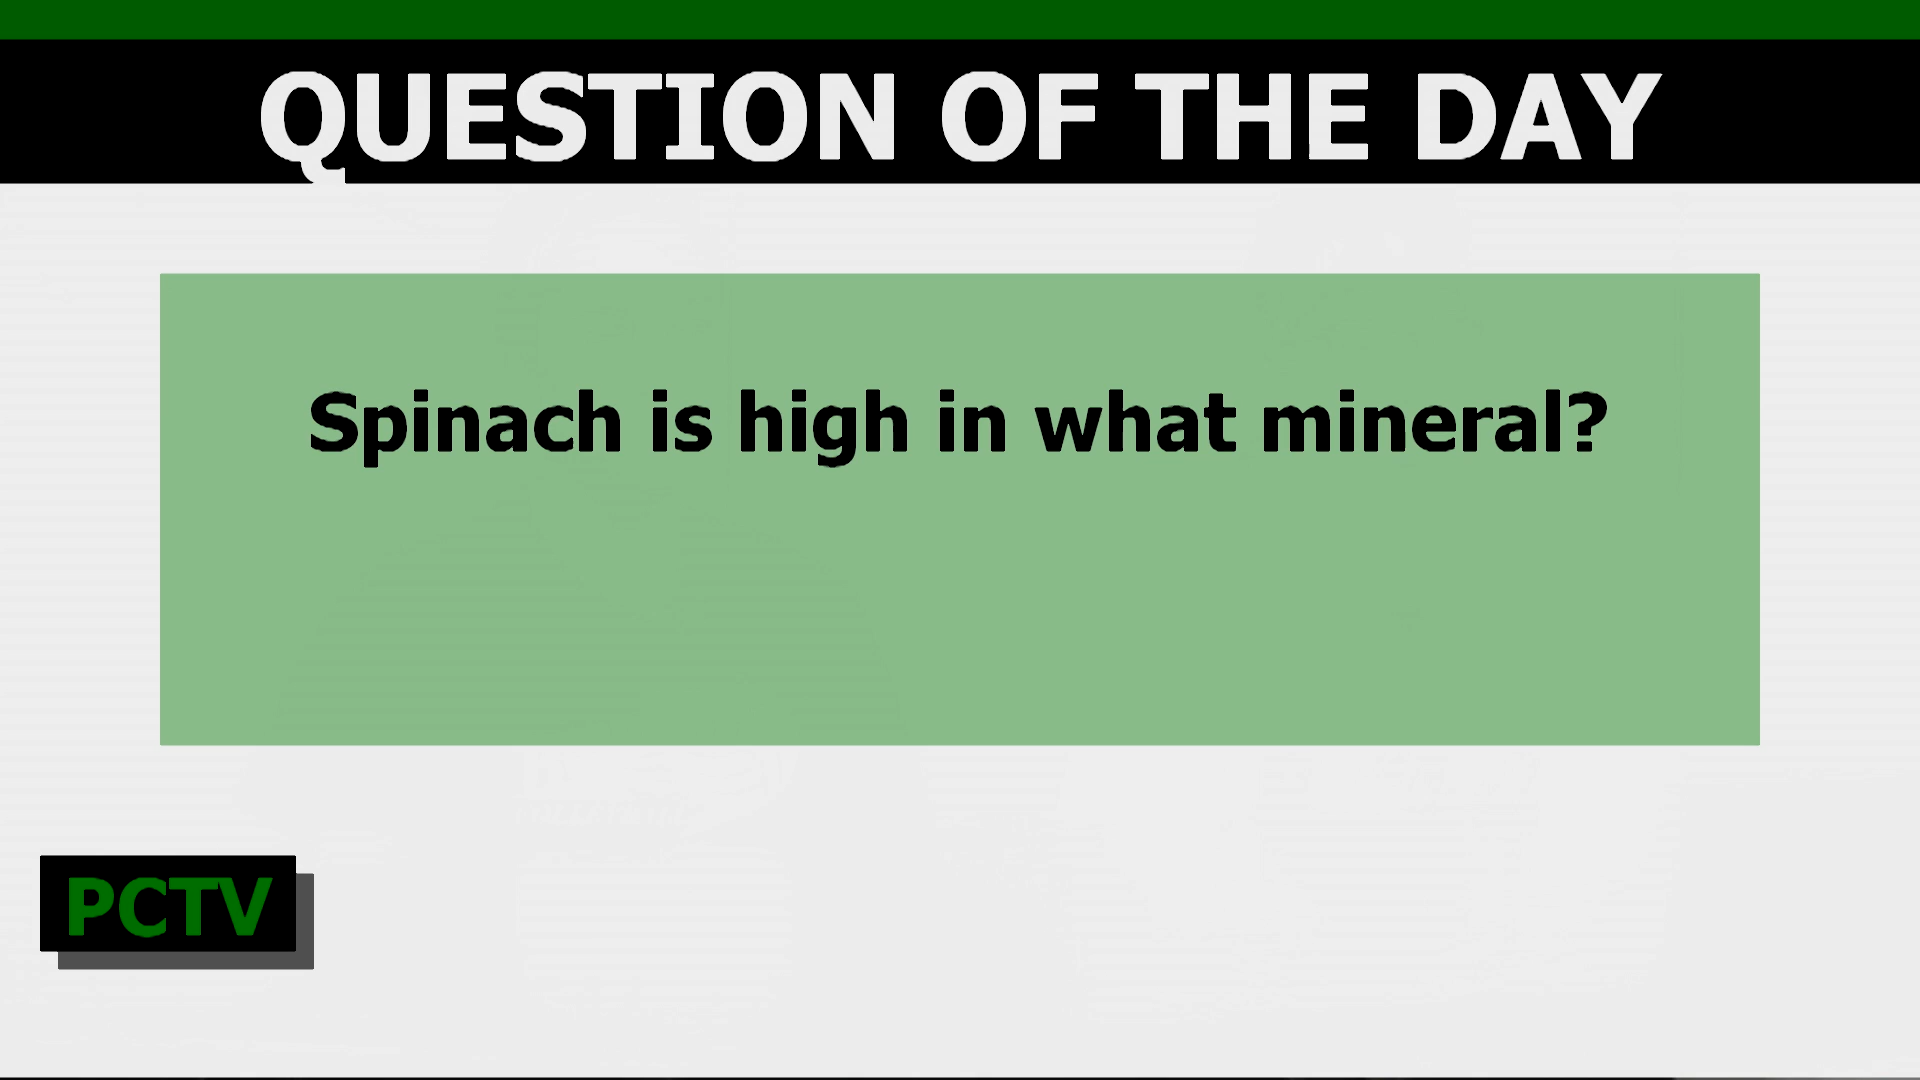 QUESTION OF THE DAY
Spinach is high in what mineral?
PCTV